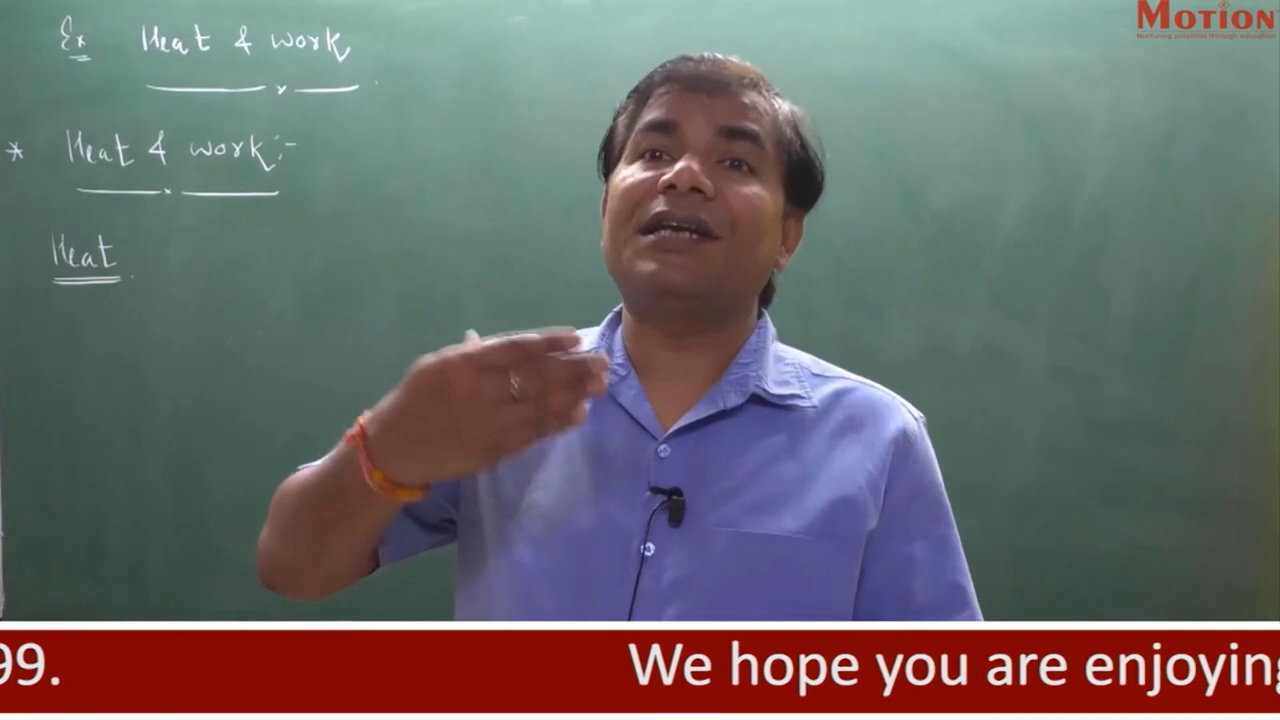 Ex Heat & work
* Heat & work:-
Heat
MOTION
Nurturing potential through education
99. We hope you are enjoying